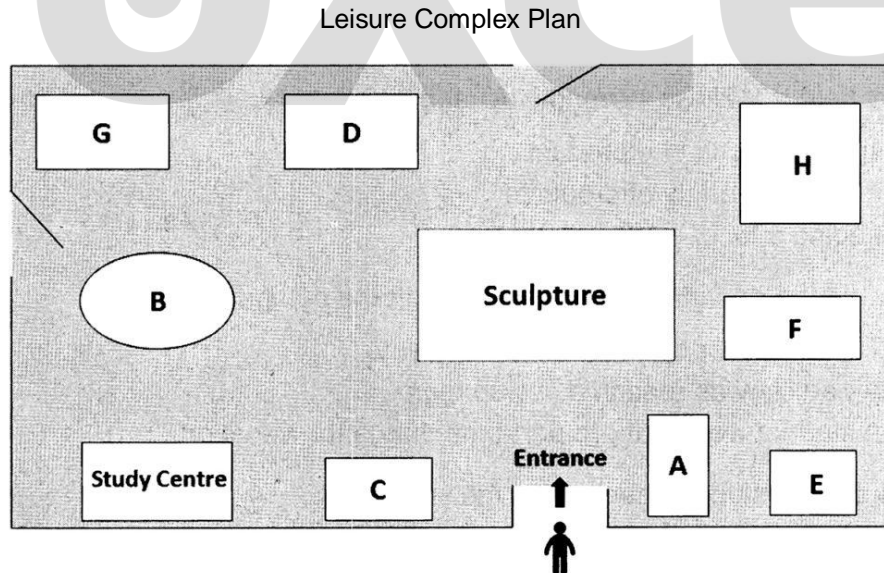 Leisure Complex Plan
G
D
H
B
Sculpture
F
Study Centre
C
Entrance
A
E